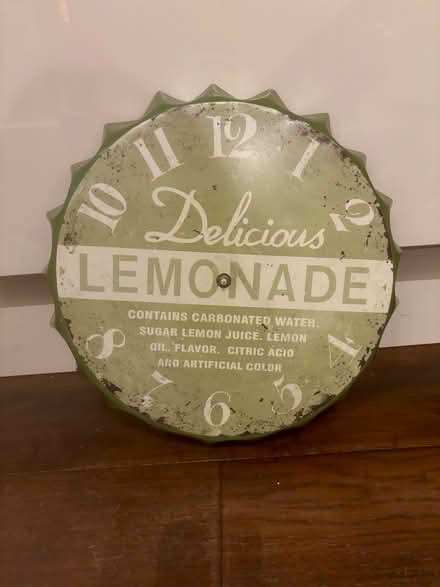 12
11
1
10
2
Delicious
LEMONADE
CONTAINS CARBONATED WATER.
SUGAR LEMON JUICE. LEMON
OIL. FLAVOR. CITRIC ACID
AND ARTIFICIAL COLOR
8
4
5
6